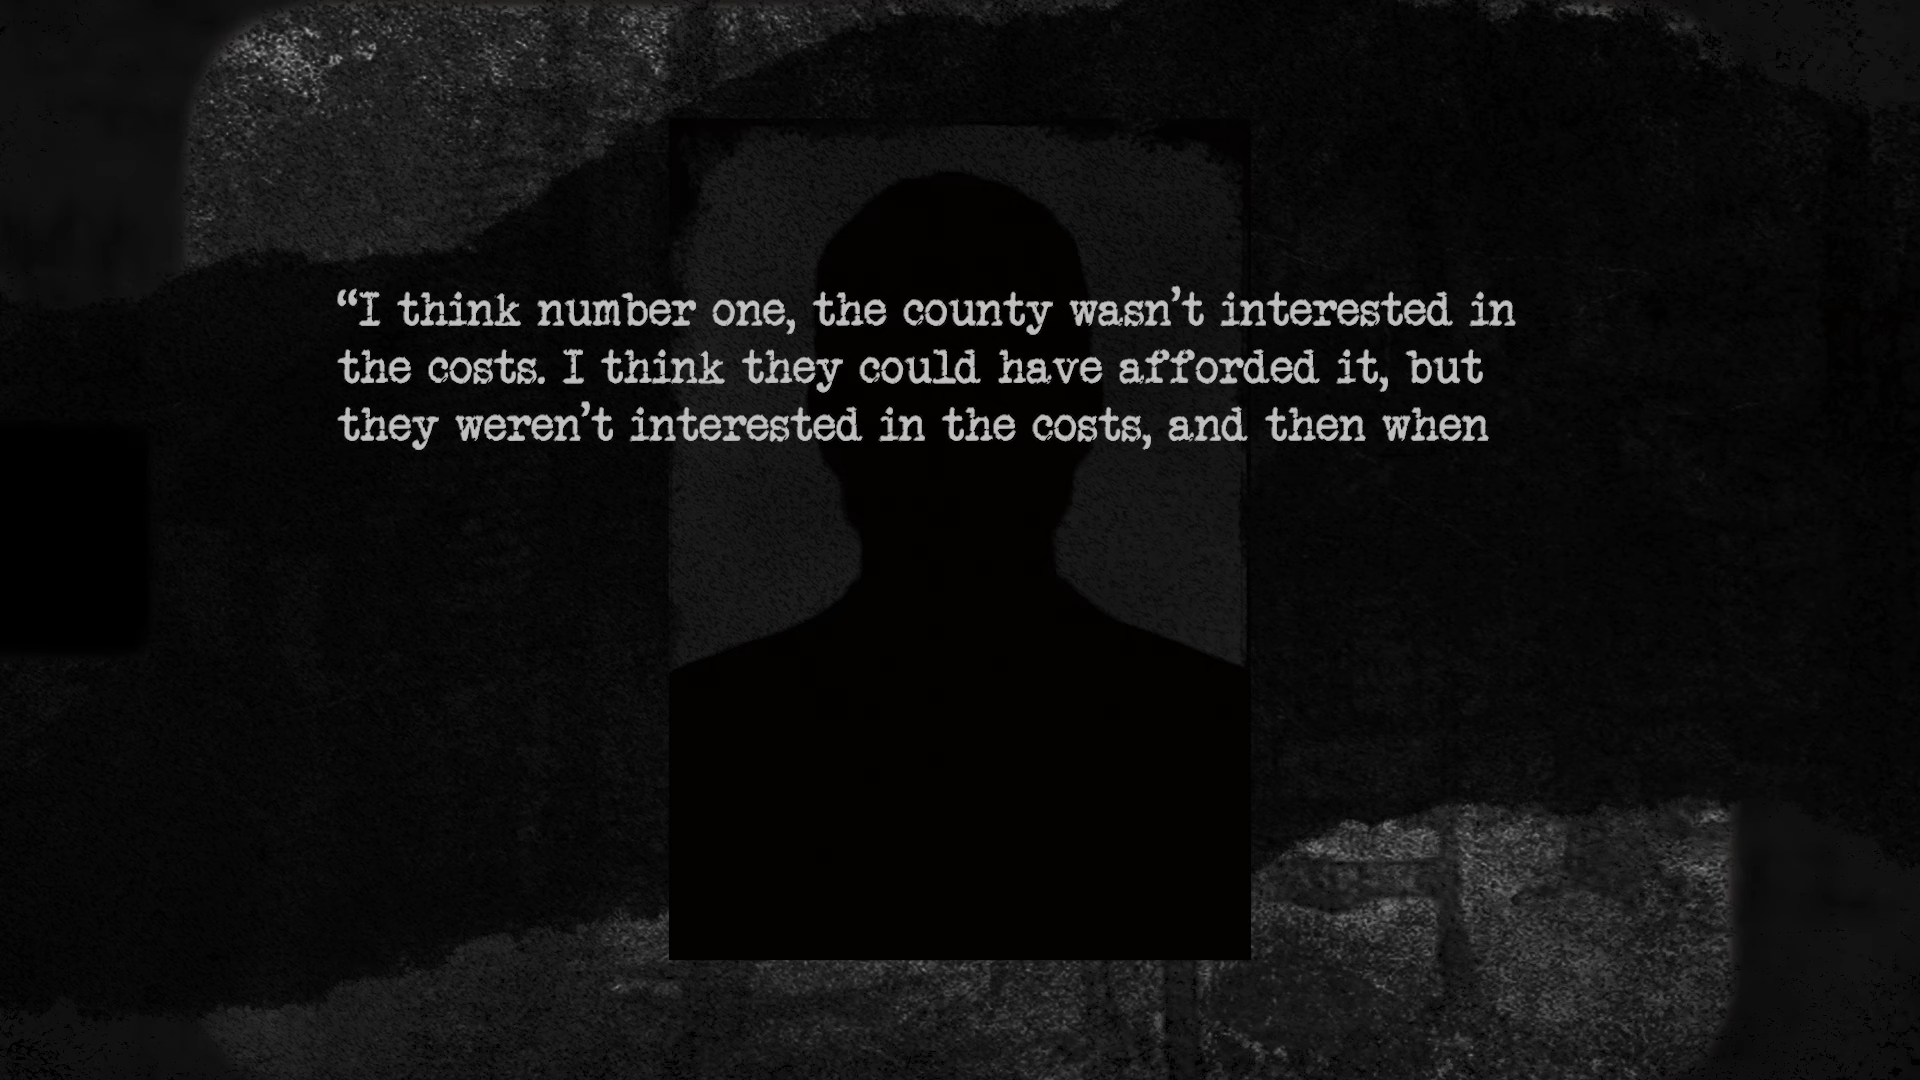 “I think number one, the county wasn’t interested in
the costs. I think they could have afforded it, but
they weren’t interested in the costs, and then when